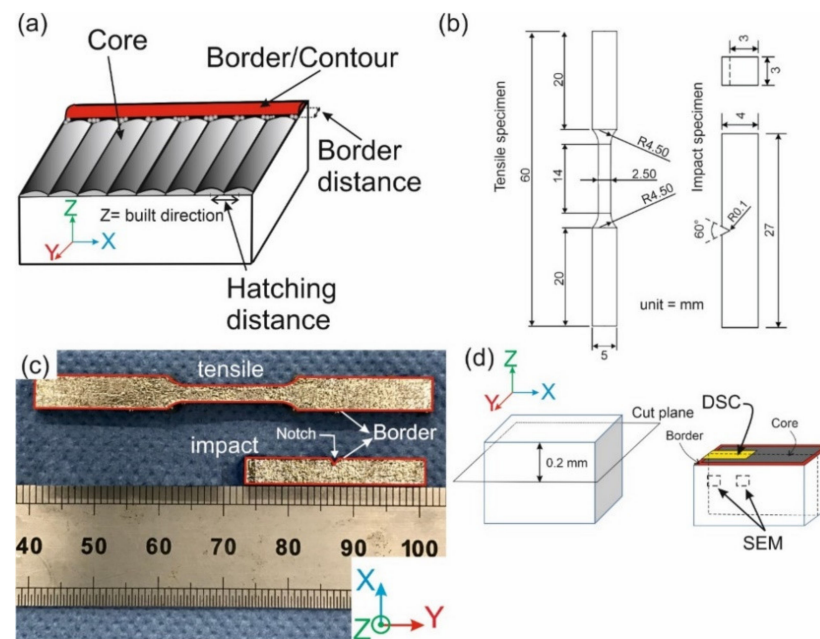 (a)
Core
Border/Contour
Border
distance
Z= built direction
Z
X
Y
Hatching
distance
(b)
Tensile specimen
60
20
14
20
R4.50
2.50
R4.50
5
Impact specimen
3
3
4
R0.1
60°
27
unit = mm
(c)
tensile
impact
Notch
Border
40 50 60 70 80 90 100
X
Z
Y
(d)
Z
X
Y
Cut plane
0.2 mm
DSC
Border
Core
SEM